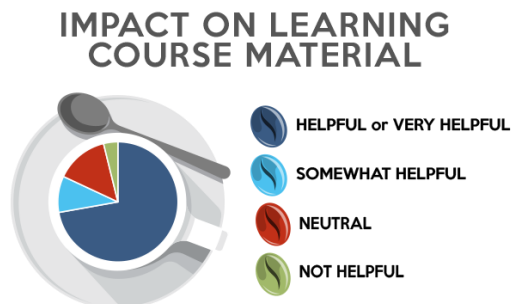 IMPACT ON LEARNING
COURSE MATERIAL
HELPFUL or VERY HELPFUL
SOMEWHAT HELPFUL
NEUTRAL
NOT HELPFUL